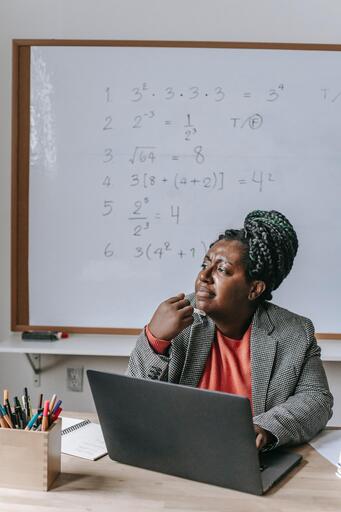 1. 3² · 3 · 3 · 3 = 3⁴ T/
2. 2⁻³ = 1/2³ T/Ⓕ
3. √64 = 8
4. 3[8 + (4+2)] = 4²
5 2⁵/2³ = 4
6. 3(4² + 1)